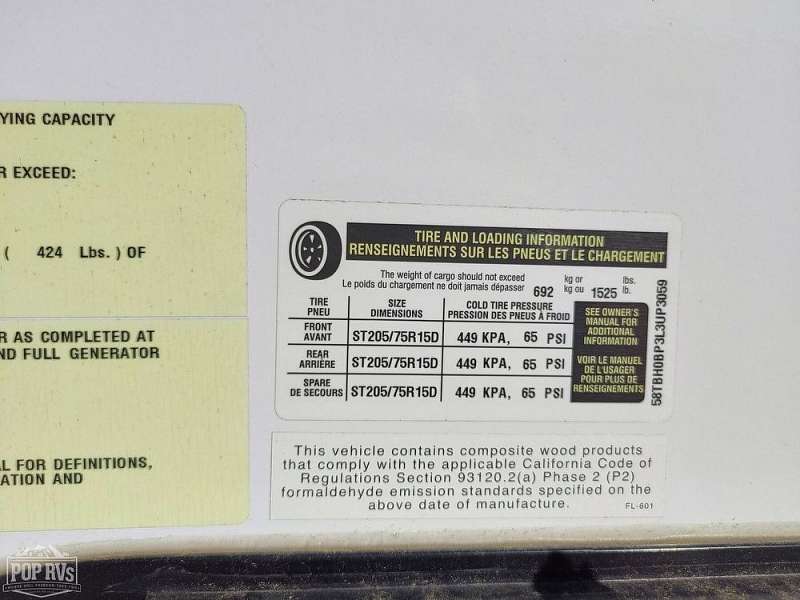 YING CAPACITY
R EXCEED:
( 424 Lbs. ) OF
R AS COMPLETED AT
ND FULL GENERATOR
L FOR DEFINITIONS,
ATION AND
TIRE AND LOADING INFORMATION
RENSEIGNEMENTS SUR LES PNEUS ET LE CHARGEMENT
The weight of cargo should not exceed kg or lbs.
Le poids du chargement ne doit jamais dépasser 692 kg ou 1525 lb.
TIRE SIZE COLD TIRE PRESSURE
PNEU DIMENSIONS PRESSION DES PNEUS À FROID
FRONT
AVANT ST205/75R15D 449 KPA, 65 PSI
REAR
ARRIÈRE ST205/75R15D 449 KPA, 65 PSI
SPARE
DE SECOURS ST205/75R15D 449 KPA, 65 PSI
SEE OWNER'S
MANUAL FOR
ADDITIONAL
INFORMATION
VOIR LE MANUEL
DE L'USAGER
POUR PLUS DE
RENSEIGNEMENTS
58TBH0BP3L3UP3059
This vehicle contains composite wood products
that comply with the applicable California Code of
Regulations Section 93120.2(a) Phase 2 (P2)
formaldehyde emission standards specified on the
above date of manufacture.
FL-601
POP RVs